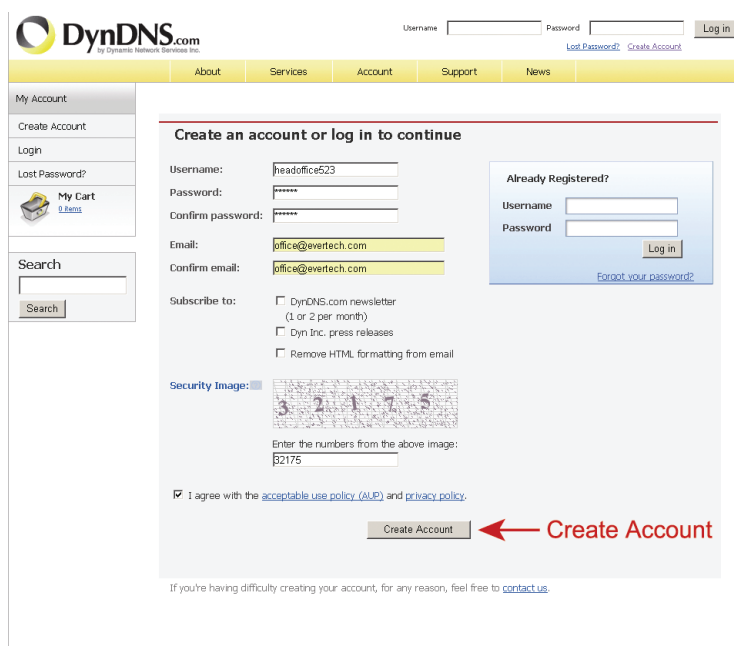 DynDNS.com
by Dynamic Network Services Inc.
Username
Password
Log in
Lost Password? Create Account
About Services Account Support News
My Account
Create Account
Login
Lost Password?
My Cart
0 items
Search
Search
Create an account or log in to continue
Username: headoffice523
Password: ******
Confirm password: ******
Email: office@evertech.com
Confirm email: office@evertech.com
Subscribe to: DynDNS.com newsletter
(1 or 2 per month)
Dyn Inc. press releases
Remove HTML formatting from email
Security Image:
3 2 1 7 5
Enter the numbers from the above image:
32175
I agree with the acceptable use policy (AUP) and privacy policy.
Create Account
Create Account
Already Registered?
Username
Password
Log in
Forgot your password?
If you're having difficulty creating your account, for any reason, feel free to contact us.